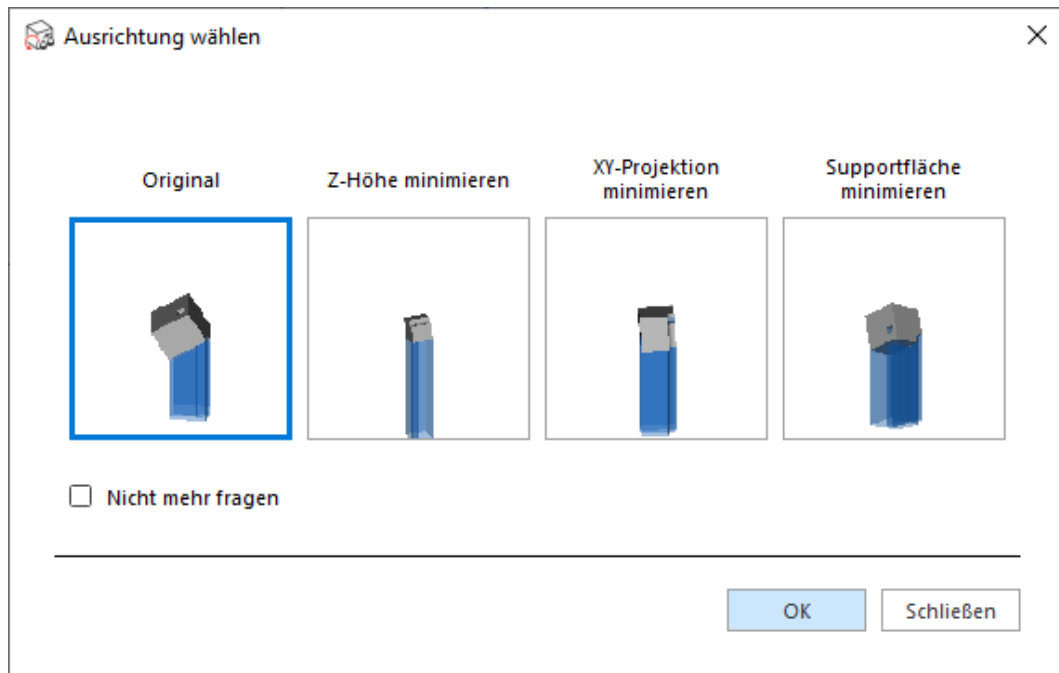 Ausrichtung wählen
Original
Z-Höhe minimieren
XY-Projektion
minimieren
Supportfläche
minimieren
Nicht mehr fragen
OK
Schließen